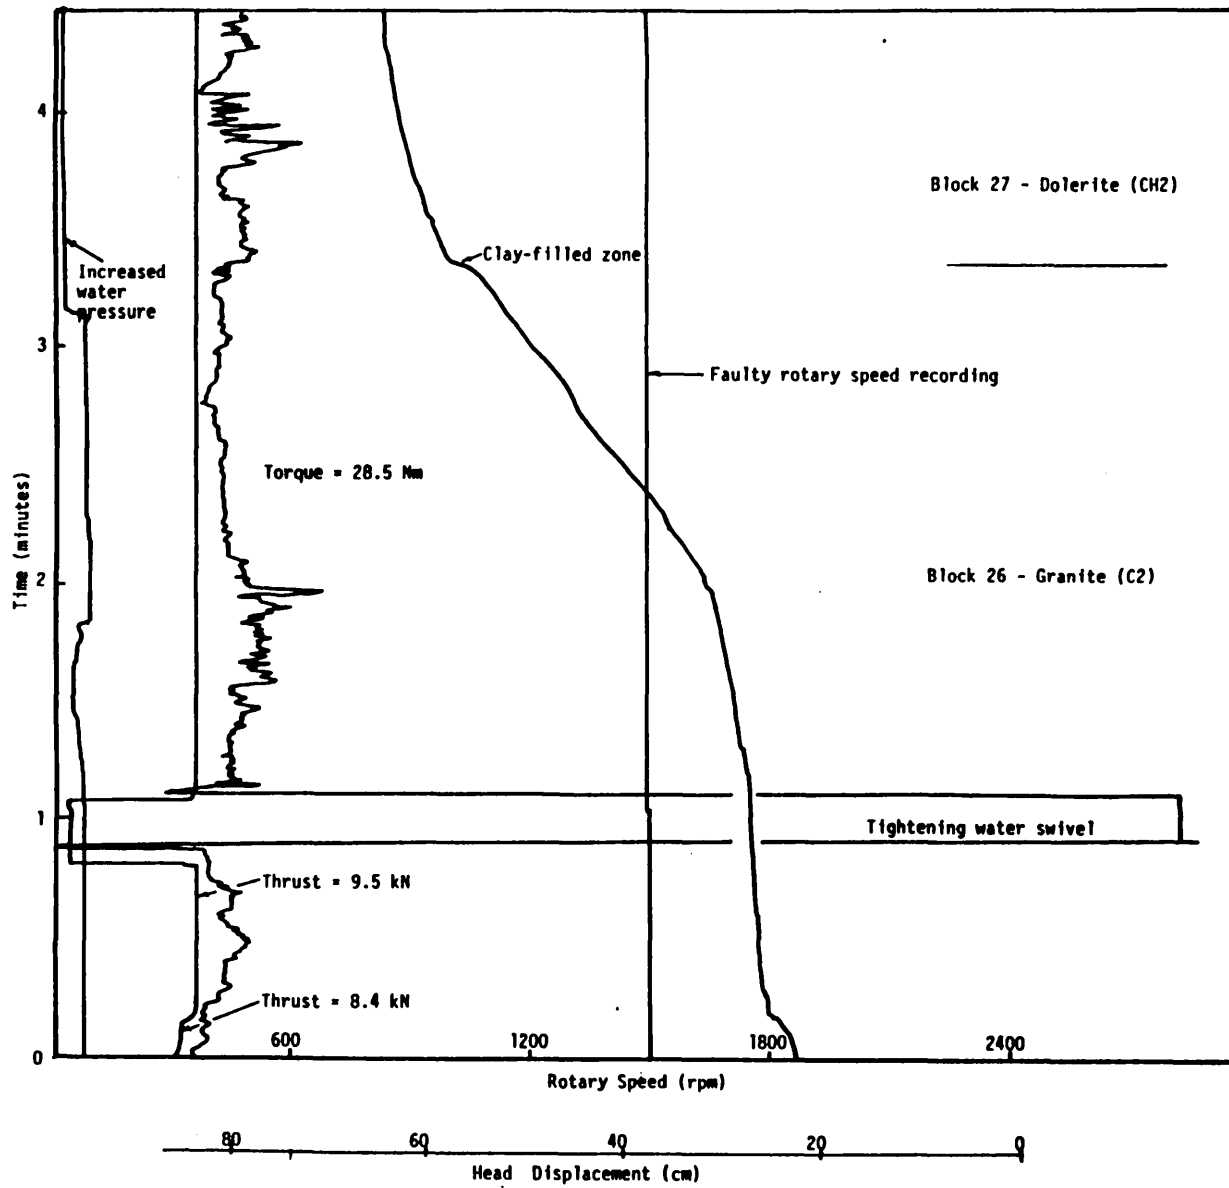 4
Block 27 - Dolerite (CH2)
Clay-filled zone
Increased
water
pressure
3
Faulty rotary speed recording
Torque = 28.5 Nm
Time (minutes)
2
Block 26 - Granite (C2)
1
Tightening water swivel
Thrust = 9.5 kN
Thrust = 8.4 kN
0
600
1200
1800
2400
Rotary Speed (rpm)
80
60
40
20
0
Head Displacement (cm)